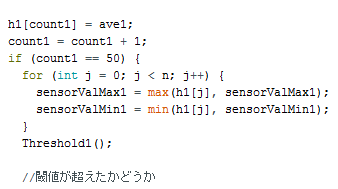 h1[count1] = ave1;
count1 = count1 + 1;
if (count1 == 50) {
for (int j = 0; j < n; j++) {
sensorValMax1 = max(h1[j], sensorValMax1);
sensorValMin1 = min(h1[j], sensorValMin1);
}
Threshold1();
//閾値が超えたかどうか